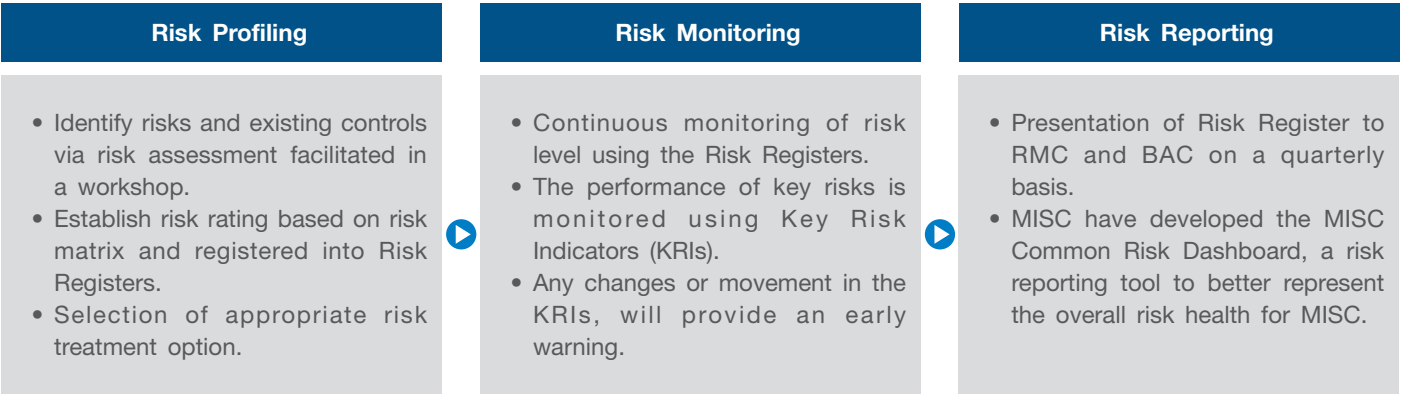 Risk Profiling
• Identify risks and existing controls
via risk assessment facilitated in
a workshop.
• Establish risk rating based on risk
matrix and registered into Risk
Registers.
• Selection of appropriate risk
treatment option.
Risk Monitoring
• Continuous monitoring of risk
level using the Risk Registers.
• The performance of key risks is
monitored using Key Risk
Indicators (KRIs).
• Any changes or movement in the
KRIs, will provide an early
warning.
Risk Reporting
• Presentation of Risk Register to
RMC and BAC on a quarterly
basis.
• MISC have developed the MISC
Common Risk Dashboard, a risk
reporting tool to better represent
the overall risk health for MISC.